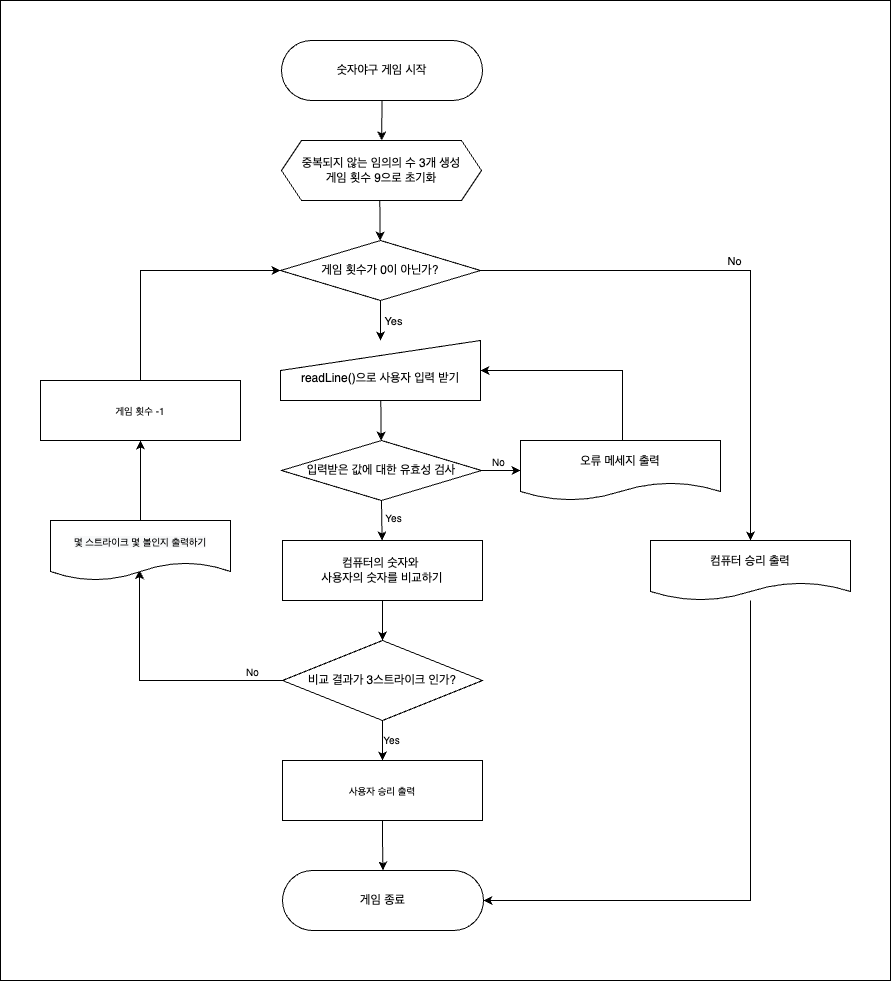 숫자야구 게임 시작
중복되지 않는 임의의 수 3개 생성
게임 횟수 9으로 초기화
게임 횟수가 0이 아닌가?
No
Yes
readLine()으로 사용자 입력 받기
게임 횟수 -1
입력받은 값에 대한 유효성 검사
No
오류 메세지 출력
Yes
몇 스트라이크 몇 볼인지 출력하기
컴퓨터의 숫자와
사용자의 숫자를 비교하기
컴퓨터 승리 출력
No
비교 결과가 3스트라이크 인가?
Yes
사용자 승리 출력
게임 종료